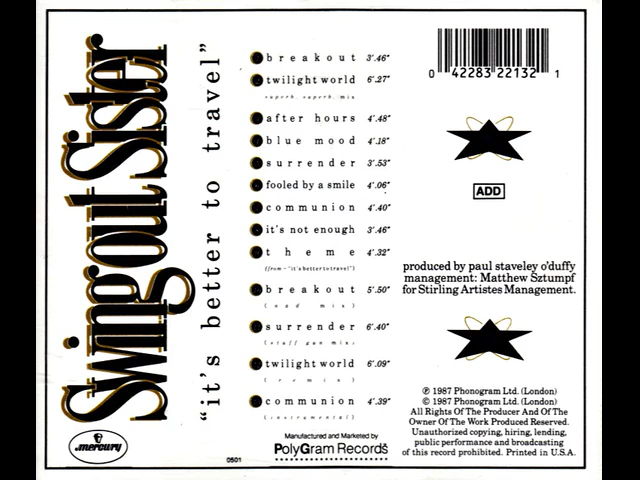 Swing out Sister
"it's better to travel"
breakout 3'.46"
twilight world 6'.27"
superb, superb, mix
after hours 4'.48"
blue mood 4'.18"
surrender 3'.53"
fooled by a smile 4'.06"
communion 4'.40"
it's not enough 3'.46"
theme 4'.32"
(from - "it's better to travel")
breakout 5'.50"
(nad mix)
surrender 6'.40"
(stuff gun mix)
twilight world 6'.09"
(remix)
communion 4'.39"
(instrumental)
Manufactured and Marketed by
PolyGram Records
0501
mercury
0 42283 22132 1
ADD
produced by paul staveley o'duffy
management: Matthew Sztumpf
for Stirling Artistes Management.
℗ 1987 Phonogram Ltd. (London)
© 1987 Phonogram Ltd. (London)
All Rights Of The Producer And Of The
Owner Of The Work Produced Reserved.
Unauthorized copying, hiring, lending,
public performance and broadcasting
of this record prohibited. Printed in U.S.A.